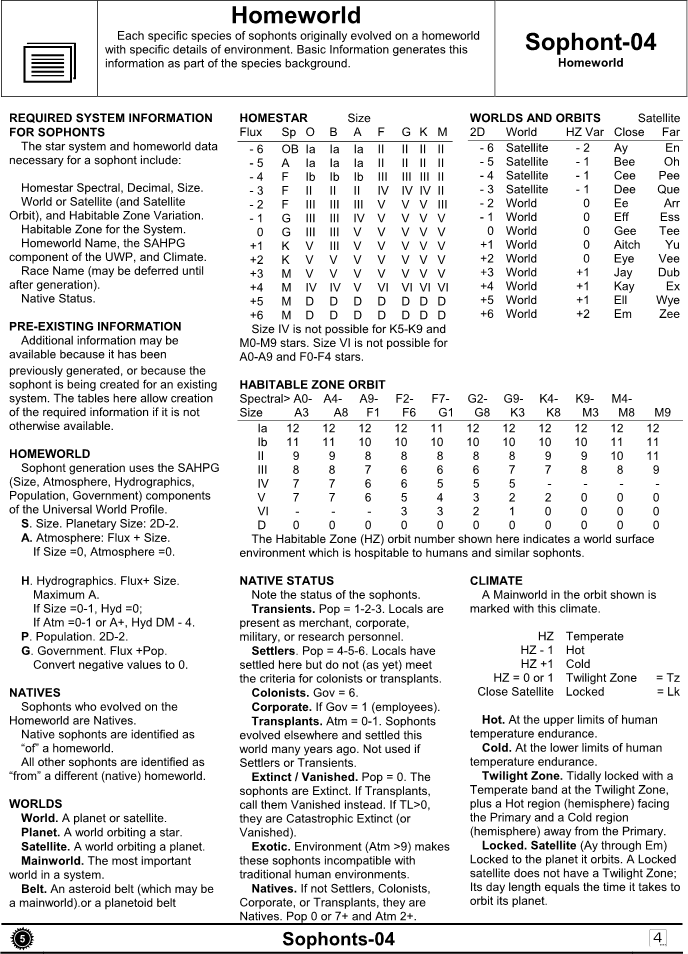 Homeworld
Each specific species of sophonts originally evolved on a homeworld
with specific details of environment. Basic Information generates this
information as part of the species background.
Sophont-04
Homeworld
REQUIRED SYSTEM INFORMATION
FOR SOPHONTS
The star system and homeworld data
necessary for a sophont include:
Homestar Spectral, Decimal, Size.
World or Satellite (and Satellite
Orbit), and Habitable Zone Variation.
Habitable Zone for the System.
Homeworld Name, the SAHPG
component of the UWP, and Climate.
Race Name (may be deferred until
after generation).
Native Status.
PRE-EXISTING INFORMATION
Additional information may be
available because it has been
previously generated, or because the
sophont is being created for an existing
system. The tables here allow creation
of the required information if it is not
otherwise available.
HOMEWORLD
Sophont generation uses the SAHPG
(Size, Atmosphere, Hydrographics,
Population, Government) components
of the Universal World Profile.
S. Size. Planetary Size: 2D-2.
A. Atmosphere: Flux + Size.
If Size =0, Atmosphere =0.
H. Hydrographics. Flux+ Size.
Maximum A.
If Size =0-1, Hyd =0;
If Atm =0-1 or A+, Hyd DM - 4.
P. Population. 2D-2.
G. Government. Flux +Pop.
Convert negative values to 0.
NATIVES
Sophonts who evolved on the
Homeworld are Natives.
Native sophonts are identified as
“of” a homeworld.
All other sophonts are identified as
“from” a different (native) homeworld.
WORLDS
World. A planet or satellite.
Planet. A world orbiting a star.
Satellite. A world orbiting a planet.
Mainworld. The most important
world in a system.
Belt. An asteroid belt (which may be
a mainworld).or a planetoid belt
HOMESTAR Size
Flux Sp O B A F G K M
- 6 OB Ia Ia Ia II II II II
- 5 A Ia Ia Ia II II II II
- 4 F Ib Ib Ib III III III II
- 3 F II II II IV IV IV II
- 2 F III III III V V V III
- 1 G III III IV V V V V
0 G III III V V V V V
+1 K V III V V V V V
+2 K V V V V V V V
+3 M V V V V V V V
+4 M IV IV V VI VI VI VI
+5 M D D D D D D D
+6 M D D D D D D D
Size IV is not possible for K5-K9 and
M0-M9 stars. Size VI is not possible for
A0-A9 and F0-F4 stars.
WORLDS AND ORBITS Satellite
2D World HZ Var Close Far
- 6 Satellite - 2 Ay En
- 5 Satellite - 1 Bee Oh
- 4 Satellite - 1 Cee Pee
- 3 Satellite - 1 Dee Que
- 2 World 0 Ee Arr
- 1 World 0 Eff Ess
0 World 0 Gee Tee
+1 World 0 Aitch Yu
+2 World 0 Eye Vee
+3 World +1 Jay Dub
+4 World +1 Kay Ex
+5 World +1 Ell Wye
+6 World +2 Em Zee
HABITABLE ZONE ORBIT
Spectral> A0- A4- A9- F2- F7- G2- G9- K4- K9- M4-
Size A3 A8 F1 F6 G1 G8 K3 K8 M3 M8 M9
Ia 12 12 12 12 11 12 12 12 12 12 12
Ib 11 11 10 10 10 10 10 10 10 11 11
II 9 9 8 8 8 8 8 9 9 10 11
III 8 8 7 6 6 6 7 7 8 8 9
IV 7 7 6 6 5 5 5 - - - -
V 7 7 6 5 4 3 2 2 0 0 0
VI - - - 3 3 2 1 0 0 0 0
D 0 0 0 0 0 0 0 0 0 0 0
The Habitable Zone (HZ) orbit number shown here indicates a world surface
environment which is hospitable to humans and similar sophonts.
NATIVE STATUS
Note the status of the sophonts.
Transients. Pop = 1-2-3. Locals are
present as merchant, corporate,
military, or research personnel.
Settlers. Pop = 4-5-6. Locals have
settled here but do not (as yet) meet
the criteria for colonists or transplants.
Colonists. Gov = 6.
Corporate. If Gov = 1 (employees).
Transplants. Atm = 0-1. Sophonts
evolved elsewhere and settled this
world many years ago. Not used if
Settlers or Transients.
Extinct / Vanished. Pop = 0. The
sophonts are Extinct. If Transplants,
call them Vanished instead. If TL>0,
they are Catastrophic Extinct (or
Vanished).
Exotic. Environment (Atm >9) makes
these sophonts incompatible with
traditional human environments.
Natives. If not Settlers, Colonists,
Corporate, or Transplants, they are
Natives. Pop 0 or 7+ and Atm 2+.
CLIMATE
A Mainworld in the orbit shown is
marked with this climate.
HZ Temperate
HZ - 1 Hot
HZ +1 Cold
HZ = 0 or 1 Twilight Zone = Tz
Close Satellite Locked = Lk
Hot. At the upper limits of human
temperature endurance.
Cold. At the lower limits of human
temperature endurance.
Twilight Zone. Tidally locked with a
Temperate band at the Twilight Zone,
plus a Hot region (hemisphere) facing
the Primary and a Cold region
(hemisphere) away from the Primary.
Locked. Satellite (Ay through Em)
Locked to the planet it orbits. A Locked
satellite does not have a Twilight Zone;
Its day length equals the time it takes to
orbit its planet.
5
Sophonts-04
4